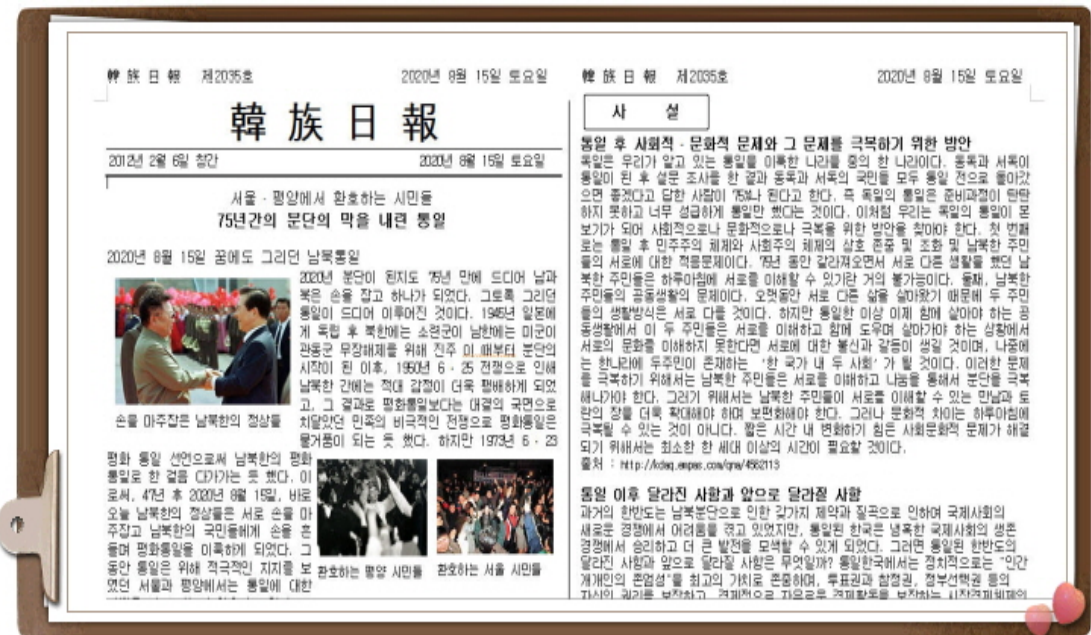 韓族日報 제2035호 2020년 8월 15일 토요일
韓族日報
2012년 2월 6일 창간 2020년 8월 15일 토요일
서울 · 평양에서 환호하는 시민들
75년간의 분단의 막을 내련 통일
2020년 8월 15일 꿈에도 그리던 남북통일
2020년 분단이 된지도 75년 만에 드디어 남과
북은 손을 잡고 하나가 되었다. 그토록 그리던
통일이 드디어 이루어진 것이다. 1945년 일본에
게 독립 후 북한에는 소련군이 남한에는 미군이
관동군 무장해제를 위해 진주 이 때부터 분단의
시작이 된 이후, 1950년 6 · 25 전쟁으로 인해
남북한 간에는 적대 감정이 더욱 팽배하게 되었
고, 그 결과로 평화통일보다는 대결의 국면으로
치달았던 민족의 비극적인 전쟁으로 평화통일은
물거품이 되는 듯 했다. 하지만 1973년 6 · 23
손을 마주잡은 남북한의 정상들
평화 통일 선언으로써 남북한의 평화
통일로 한 걸음 다가가는 듯 했다. 이
로써, 47년 후 2020년 8월 15일, 바로
오늘 남북한의 정상들은 서로 손을 마
주잡고 남북한의 국민들에게 손을 흔
들며 평화통일을 이룩하게 되었다. 그
동안 통일은 위해 적극적인 지지를 보
였던 서울과 평양에서는 통일에 대한
환호하는 평양 시민들
환호하는 서울 시민들
韓族日報 제2035호 2020년 8월 15일 토요일
사 설
통일 후 사회적 · 문화적 문제와 그 문제를 극복하기 위한 방안
독일은 우리가 알고 있는 통일을 이룩한 나라들 중의 한 나라이다. 동독과 서독이
통일이 된 후 설문 조사를 한 결과 동독과 서독의 국민들 모두 통일 전으로 돌아갔
으면 좋겠다고 답한 사람이 75%나 된다고 한다. 즉 독일의 통일은 준비과정이 탄탄
하지 못하고 너무 성급하게 통일만 했다는 것이다. 이처럼 우리는 독일의 통일이 본
보기가 되어 사회적으로나 문화적으로나 극복을 위한 방안을 찾아야 한다. 첫 번째
로는 통일 후 민주주의 체제와 사회주의 체제의 상호 존중 및 조화 및 남북한 주민
들의 서로에 대한 적응문제이다. 75년 동안 갈라져오면서 서로 다른 생활을 했던 남
북한 주민들은 하루아침에 서로를 이해할 수 있기란 거의 불가능이다. 둘째, 남북한
주민들의 공동생활의 문제이다. 오랫동안 서로 다른 삶을 살아왔기 때문에 두 주민
들의 생활방식은 서로 다를 것이다. 하지만 통일한 이상 이제 함께 살아야 하는 공
동생활에서 이 두 주민들은 서로를 이해하고 함께 도우며 살아가야 하는 상황에서
서로의 문화를 이해하지 못한다면 서로에 대한 불신과 갈등이 생길 것이며, 나중에
는 한나라에 두주민이 존재하는 '한 국가 내 두 사회' 가 될 것이다. 이러한 문제
를 극복하기 위해서는 남북한 주민들은 서로를 이해하고 나눔을 통해서 분단을 극복
해나가야 한다. 그러기 위해서는 남북한 주민들이 서로를 이해할 수 있는 만남과 토
란의 장을 더욱 확대해야 하며 보편화해야 한다. 그러나 문화적 차이는 하루아침에
극복될 수 있는 것이 아니다. 짧은 시간 내 변화하기 힘든 사회문화적 문제가 해결
되기 위해서는 최소한 한 세대 이상의 시간이 필요할 것이다.
출처 : http://kdaq.empas.com/qna/4562113
통일 이후 달라진 사항과 앞으로 달라질 사항
과거의 한반도는 남북분단으로 인한 갖가지 제약과 질곡으로 인하여 국제사회의
새로운 경쟁에서 어려움을 겪고 있었지만, 통일된 한국은 냉혹한 국제사회의 생존
경쟁에서 승리하고 더 큰 발전을 모색할 수 있게 되었다. 그러면 통일된 한반도의
달라진 사항과 앞으로 달라질 사항은 무엇일까? 통일한국에서는 정치적으로는 "인간
개개인의 존엄성"을 최고의 가치로 존중하며, 투표권과 참정권, 정부선택권 등의
자신의 권리를 보장하고, 경제적으로 자유로운 경제활동을 보장하는 시장경제체제의